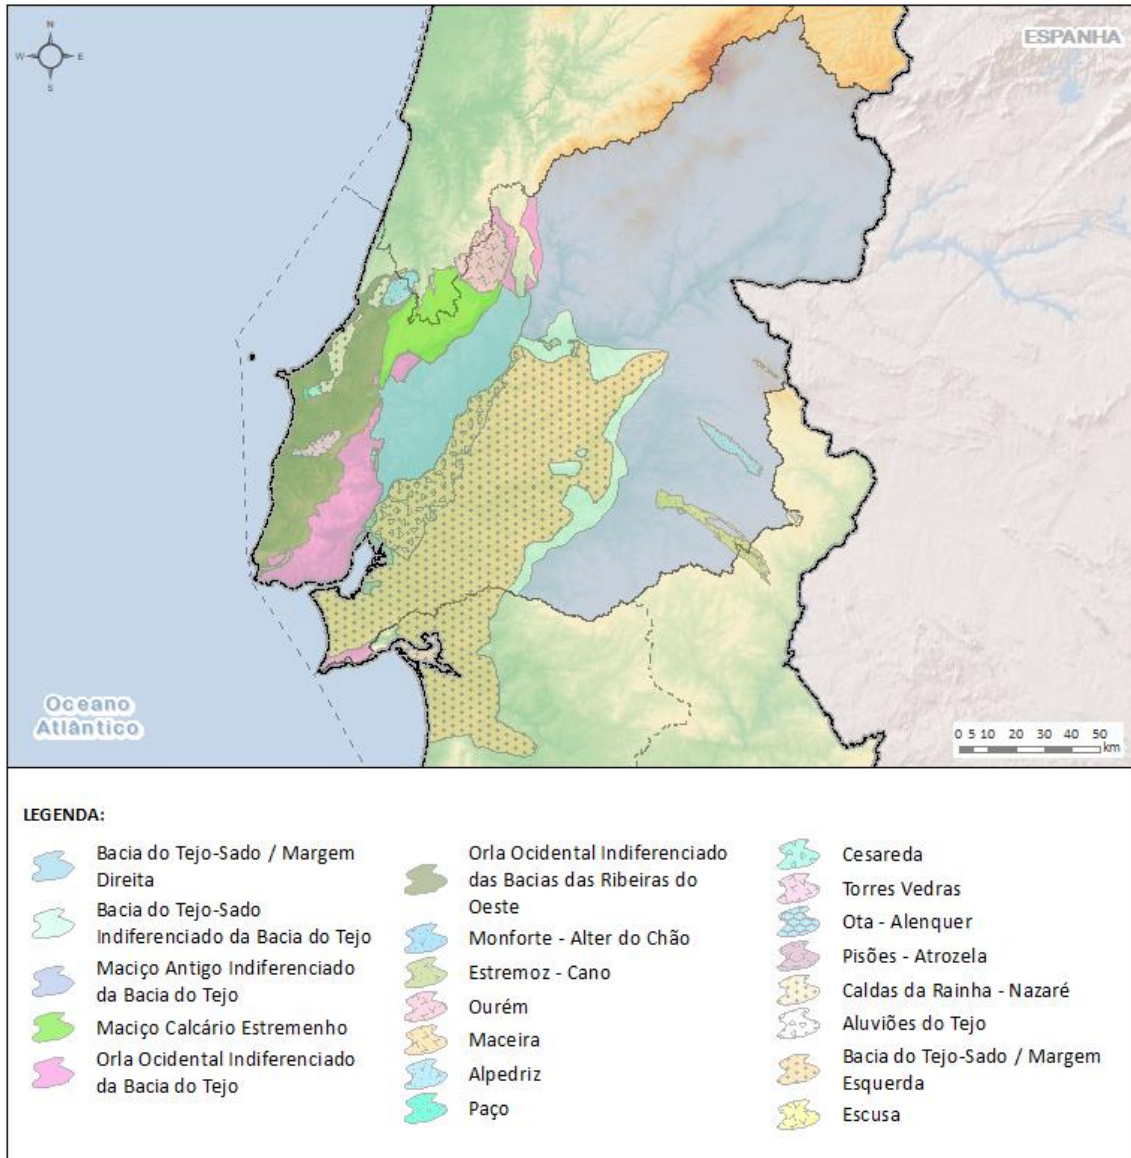 N
W E
S
ESPANHA
Oceano
Atlântico
0 5 10 20 30 40 50
km
LEGENDA:
Bacia do Tejo-Sado / Margem
Direita
Bacia do Tejo-Sado
Indiferenciado da Bacia do Tejo
Maciço Antigo Indiferenciado
da Bacia do Tejo
Maciço Calcário Estremenho
Orla Ocidental Indiferenciado
da Bacia do Tejo
Orla Ocidental Indiferenciado
das Bacias das Ribeiras do
Oeste
Monforte - Alter do Chão
Estremoz - Cano
Ourém
Maceira
Alpedriz
Paço
Cesareda
Torres Vedras
Ota - Alenquer
Pisões - Atrozela
Caldas da Rainha - Nazaré
Aluviões do Tejo
Bacia do Tejo-Sado / Margem
Esquerda
Escusa